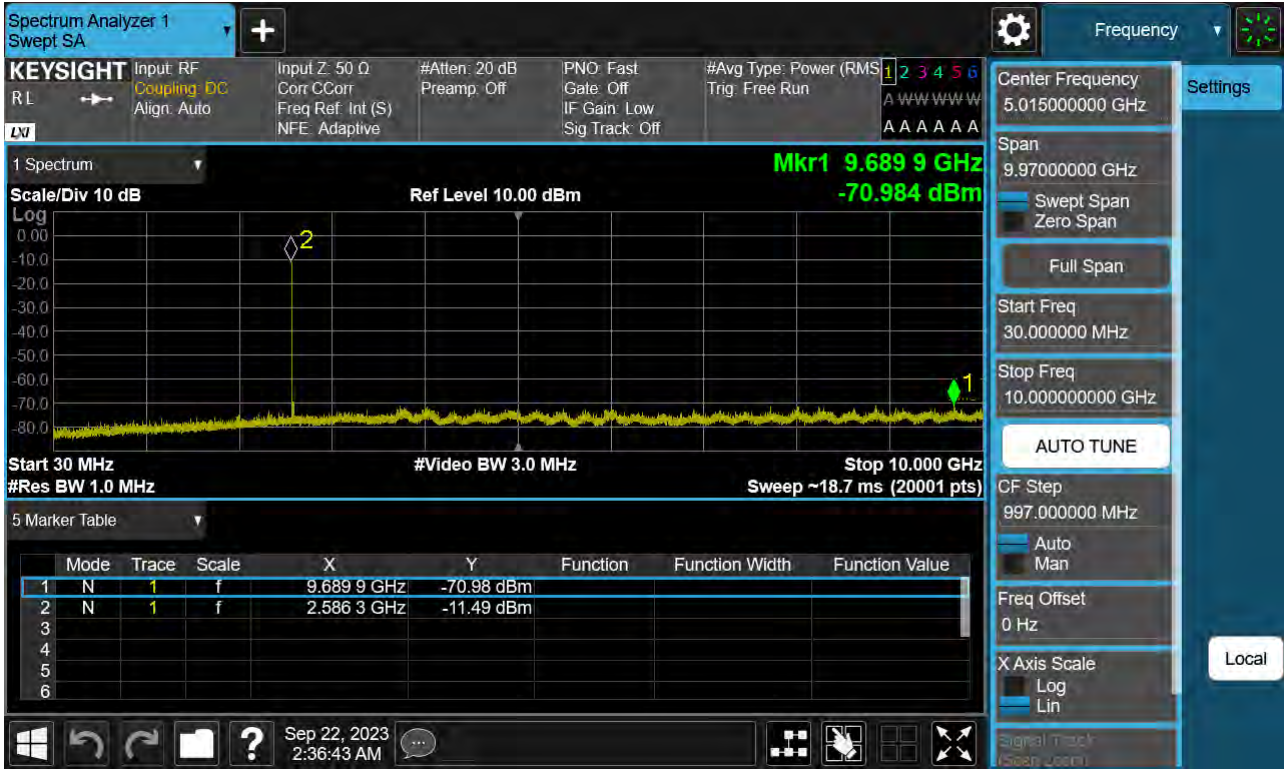 Spectrum Analyzer 1
Swept SA
+
Frequency
KEYSIGHT
RL
LXI
Input: RF
Coupling: DC
Align: Auto
Input Z: 50 Ω
Corr CCorr
Freq Ref: Int (S)
NFE: Adaptive
#Atten: 20 dB
Preamp: Off
PNO: Fast
Gate: Off
IF Gain: Low
Sig Track: Off
#Avg Type: Power (RMS
Trig: Free Run
1 2 3 4 5 6
A W W W W W
A A A A A A
1 Spectrum
Scale/Div 10 dB
Ref Level 10.00 dBm
Mkr1 9.689 9 GHz
-70.984 dBm
Log
0.00
-10.0
-20.0
-30.0
-40.0
-50.0
-60.0
-70.0
-80.0
2
1
Start 30 MHz
#Res BW 1.0 MHz
#Video BW 3.0 MHz
Stop 10.000 GHz
Sweep ~18.7 ms (20001 pts)
5 Marker Table
Mode Trace Scale X Y Function Function Width Function Value
1 N 1 f 9.689 9 GHz -70.98 dBm
2 N 1 f 2.586 3 GHz -11.49 dBm
3
4
5
6
Center Frequency
5.015000000 GHz
Span
9.97000000 GHz
Swept Span
Zero Span
Full Span
Start Freq
30.000000 MHz
Stop Freq
10.000000000 GHz
AUTO TUNE
CF Step
997.000000 MHz
Auto
Man
Freq Offset
0 Hz
X Axis Scale
Log
Lin
Signal Track
(Span Zoom)
Settings
Local
?
Sep 22, 2023
2:36:43 AM